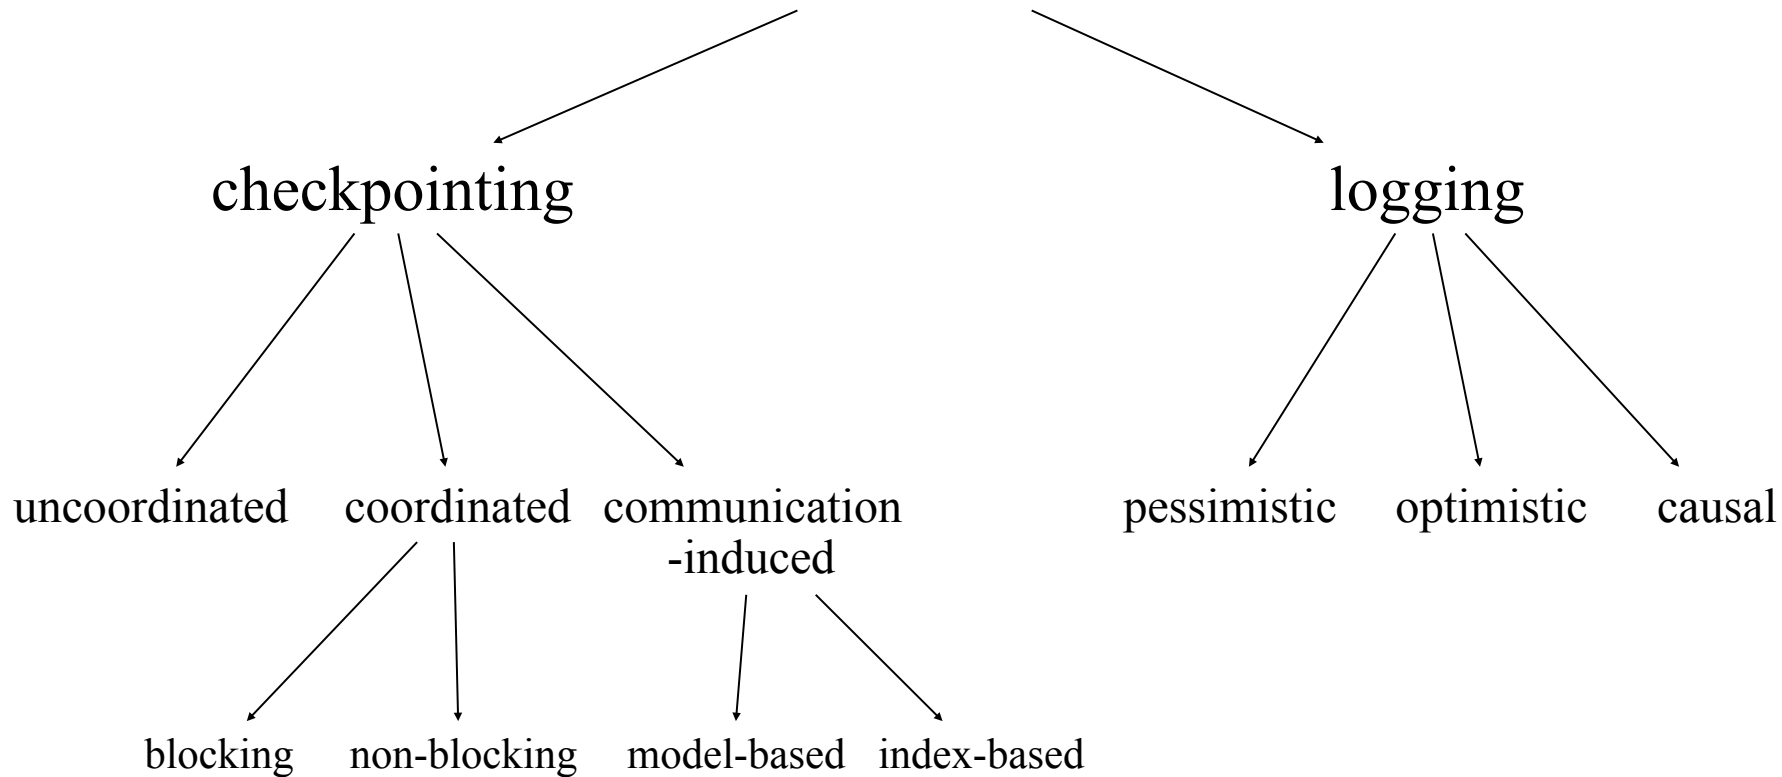 checkpointing logging
uncoordinated coordinated communication pessimistic optimistic causal
-induced
blocking non-blocking model-based index-based